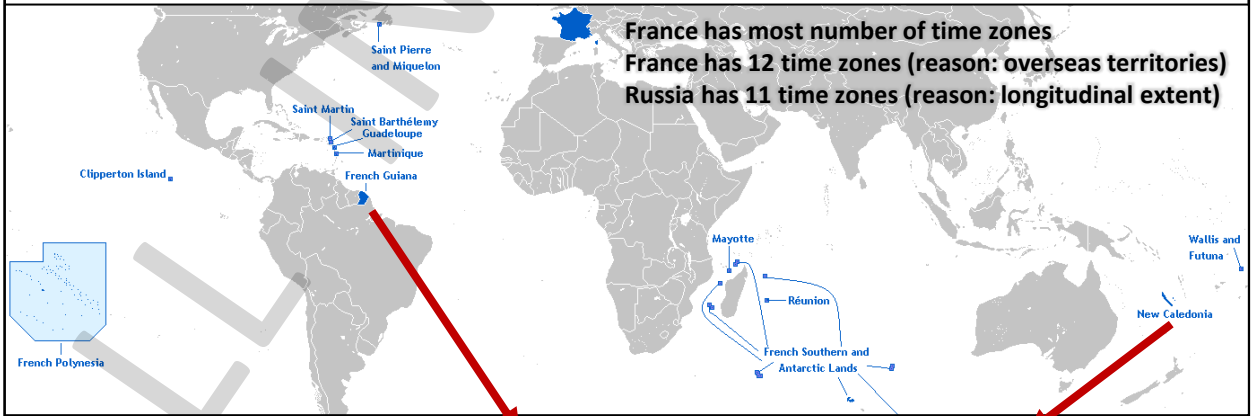 France has most number of time zones
France has 12 time zones (reason: overseas territories)
Russia has 11 time zones (reason: longitudinal extent)
Saint Pierre
and Miquelon
Saint Martin
Saint Barthélemy
Guadeloupe
Martinique
Clipperton Island
French Guiana
Mayotte
Wallis and
Futuna
Réunion
New Caledonia
French Southern and
Antarctic Lands
French Polynesia